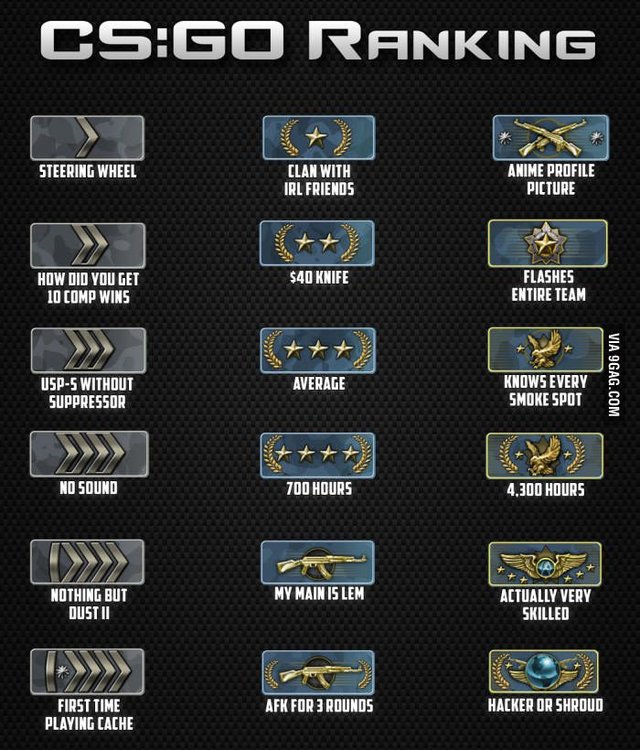 CS:GO RANKING
STEERING WHEEL
HOW DID YOU GET
10 COMP WINS
USP-S WITHOUT
SUPPRESSOR
NO SOUND
NOTHING BUT
DUST II
FIRST TIME
PLAYING CACHE
CLAN WITH
IRL FRIENDS
$40 KNIFE
AVERAGE
700 HOURS
MY MAIN IS LEM
AFK FOR 3 ROUNDS
ANIME PROFILE
PICTURE
FLASHES
ENTIRE TEAM
KNOWS EVERY
SMOKE SPOT
4,300 HOURS
ACTUALLY VERY
SKILLED
HACKER OR SHROUD
VIA 9GAG.COM